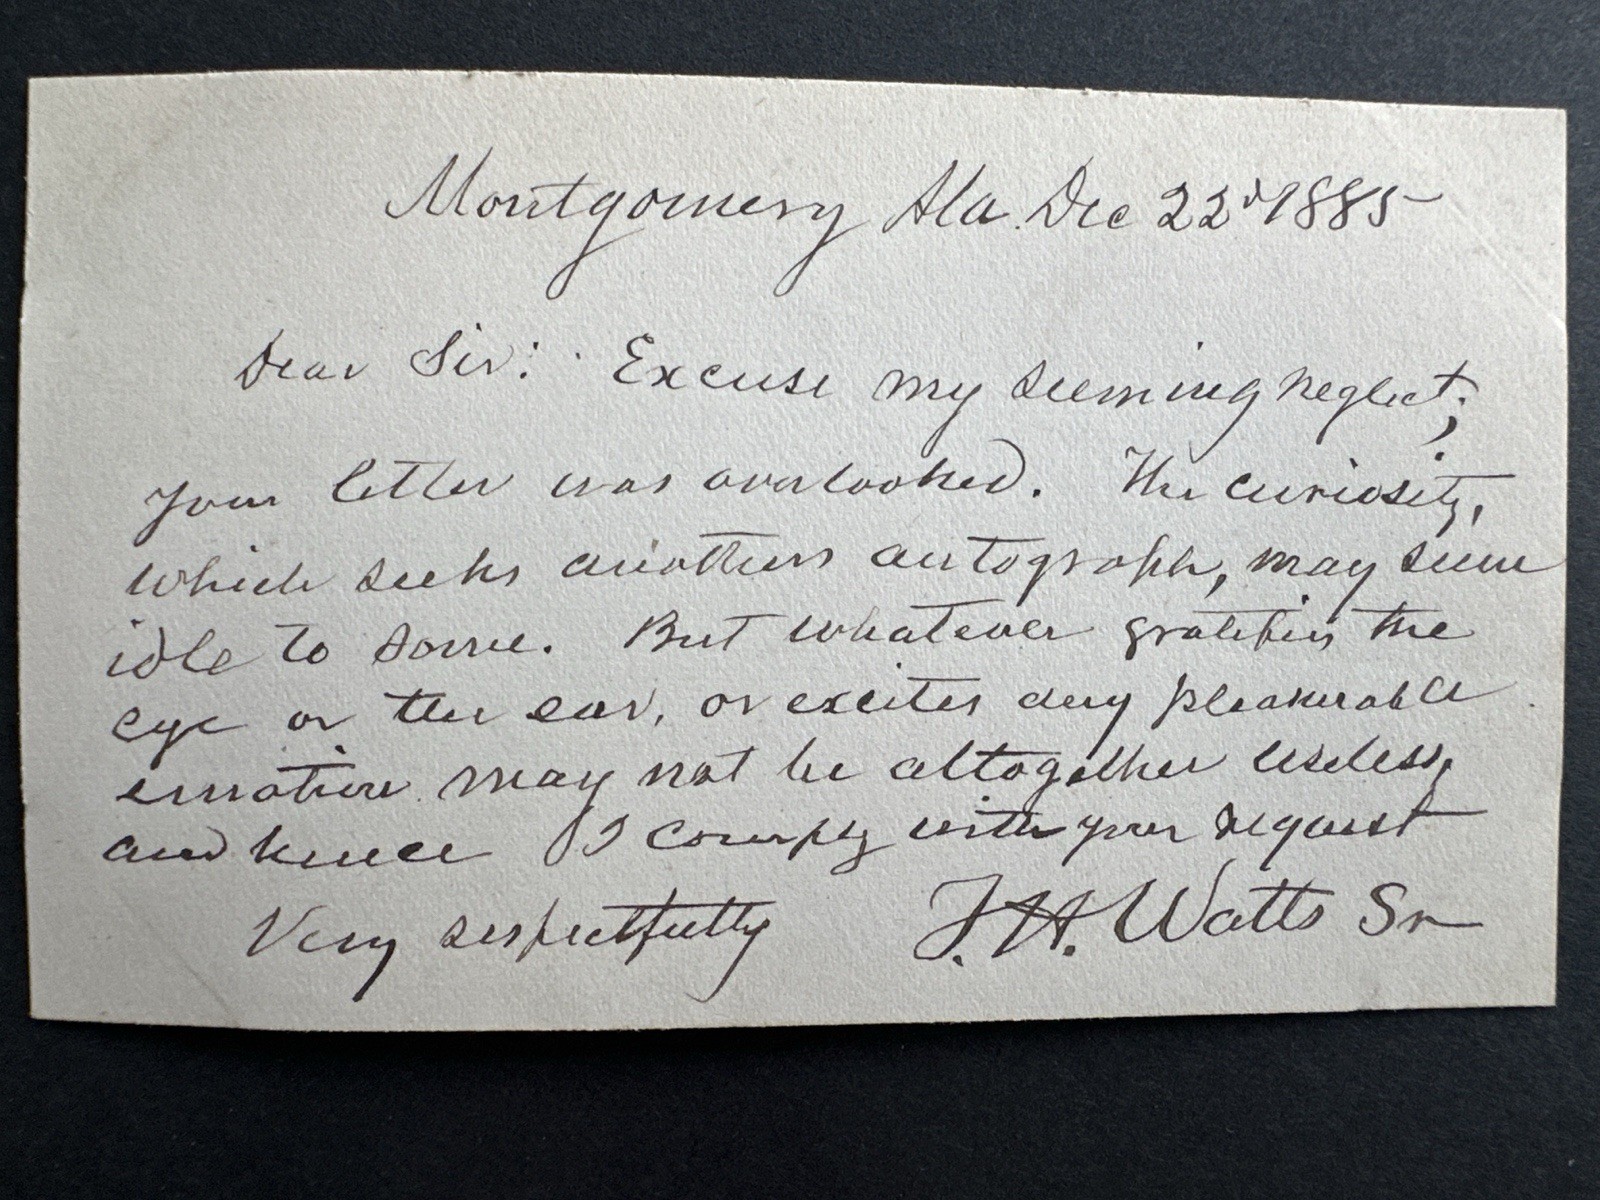 Montgomery Ala. Dec 22d 1885
Dear Sir: Excuse my seeming neglect;
your letter was overlooked. The curiosity,
which seeks anothers autograph, may seem
idle to some. But whatever gratifies the
eye or the ear, or excites any pleasurable
emotion may not be altogether useless,
and hence I comply with your request
Very respectfully T. H. Watts Sr